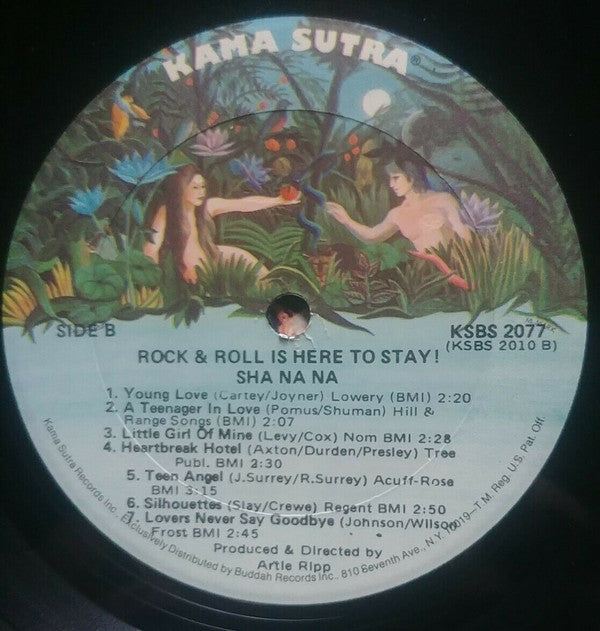 KAMA SUTRA®
SIDE B
KSBS 2077
(KSBS 2010 B)
ROCK & ROLL IS HERE TO STAY!
SHA NA NA
1. Young Love (Cartey/Joyner) Lowery (BMI) 2:20
2. A Teenager In Love (Pomus/Shuman) Hill &
Range Songs (BMI) 2:07
3. Little Girl Of Mine (Levy/Cox) Nom BMI 2:28
4. Heartbreak Hotel (Axton/Durden/Presley) Tree
Publ. BMI 2:30
5. Teen Angel (J.Surrey/R.Surrey) Acuff-Rose
BMI 3:15
6. Silhouettes (Slay/Crewe) Regent BMI 2:50
7. Lovers Never Say Goodbye (Johnson/Wilson
Frost BMI 2:45
Produced & Directed by
Artie Ripp
Kama Sutra Records Inc., Exclusively Distributed by Buddah Records Inc., 810 Seventh Ave., N.Y. 10019–T.M. Reg. U.S. Pat. Off.